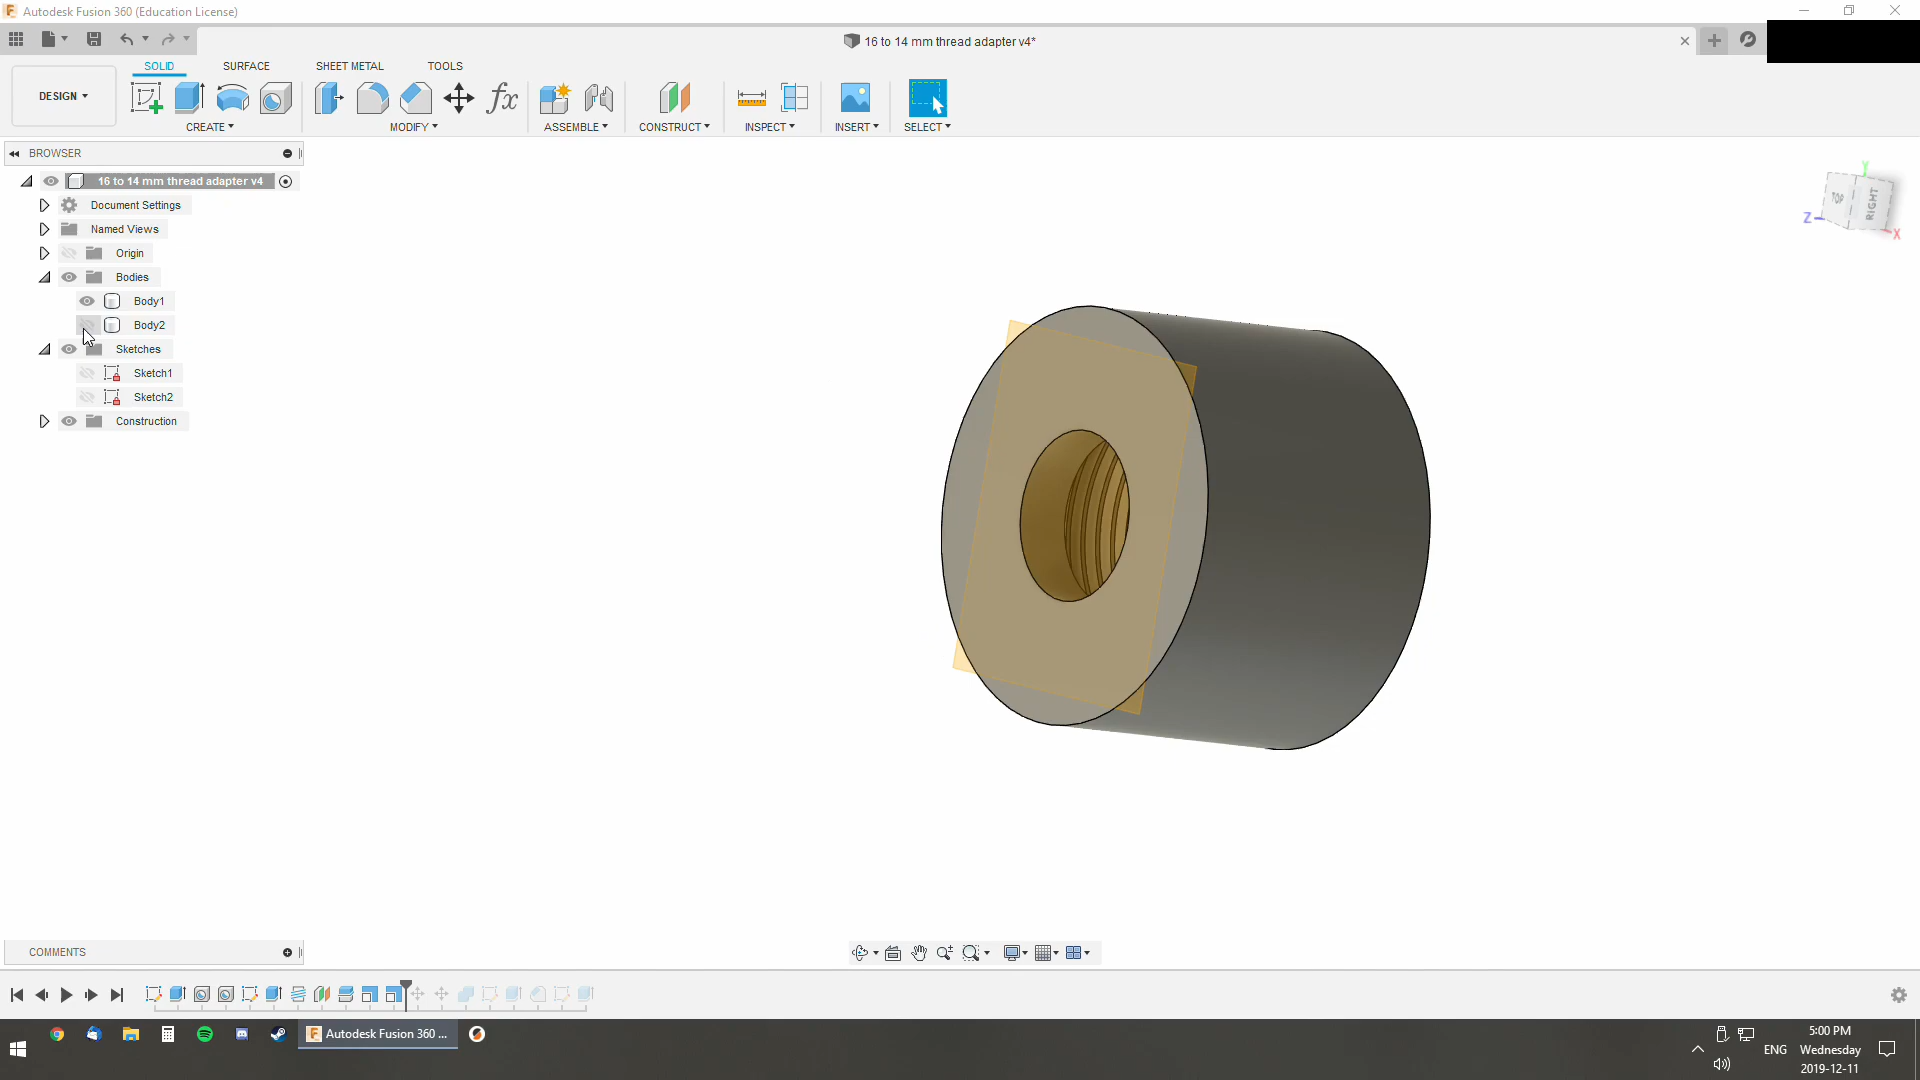 Autodesk Fusion 360 (Education License)
16 to 14 mm thread adapter v4*
SOLID SURFACE SHEET METAL TOOLS
DESIGN
CREATE MODIFY ASSEMBLE CONSTRUCT INSPECT INSERT SELECT
BROWSER
16 to 14 mm thread adapter v4
Document Settings
Named Views
Origin
Bodies
Body1
Body2
Sketches
Sketch1
Sketch2
Construction
Y
TOP
RIGHT
Z
X
COMMENTS
Autodesk Fusion 360 ...
5:00 PM
ENG Wednesday
2019-12-11